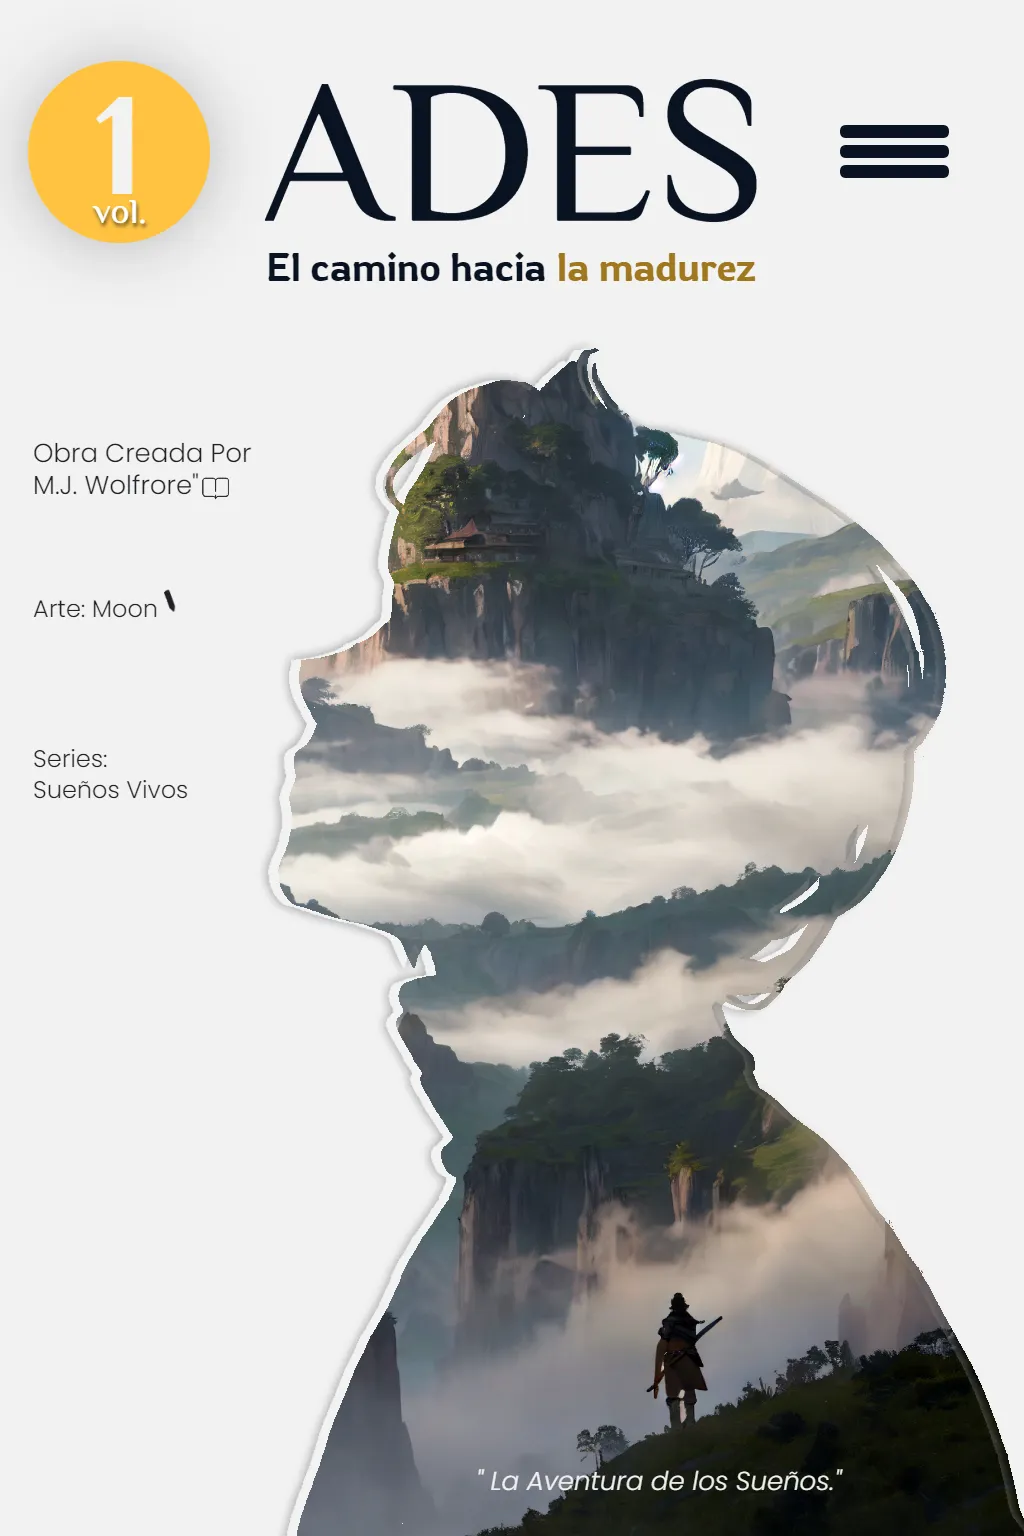 1
vol.
ADES
El camino hacia la madurez
Obra Creada Por
M.J. Wolfrore"
Arte: Moon
Series:
Sueños Vivos
" La Aventura de los Sueños."